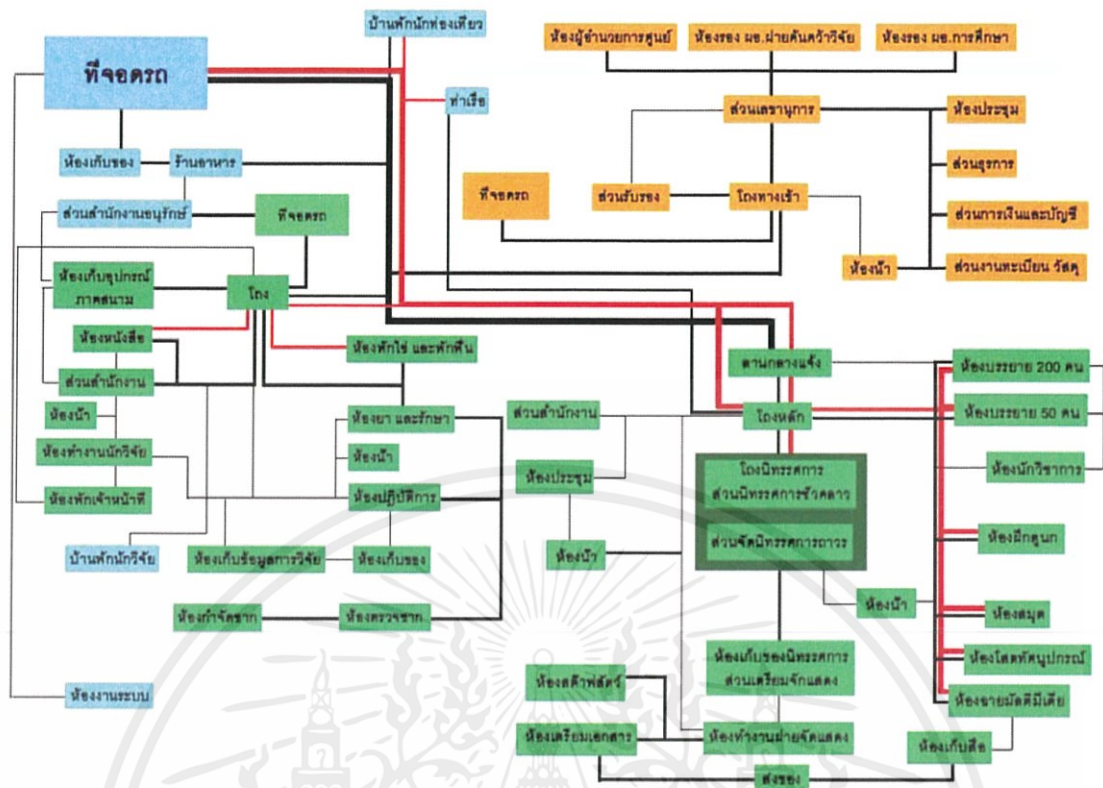 บ้านพักนักท่องเที่ยว
ห้องผู้อำนวยการศูนย์
ห้องรอง ผอ.ฝ่ายค้นคว้าวิจัย
ห้องรอง ผอ.การศึกษา
ที่จอดรถ
ท่าเรือ
ส่วนเลขานุการ
ห้องประชุม
ห้องเก็บของ
ร้านอาหาร
ส่วนธุรการ
ส่วนสำนักงานอนุรักษ์
ที่จอดรถ
ที่จอดรถ
ส่วนรับรอง
โถงทางเข้า
ส่วนการเงินและบัญชี
ห้องน้ำ
ส่วนงานทะเบียน วัสดุ
ห้องเก็บอุปกรณ์
ภาคสนาม
โถง
ห้องหนังสือ
ห้องฟักไข่ และพักฟื้น
ลานกลางแจ้ง
ห้องบรรยาย 200 คน
ส่วนสำนักงาน
ห้องน้ำ
ห้องยา และรักษา
ส่วนสำนักงาน
โถงหลัก
ห้องบรรยาย 50 คน
ห้องทำงานนักวิจัย
ห้องน้ำ
ห้องประชุม
โถงนิทรรศการ
ส่วนนิทรรศการชั่วคราว
ห้องนักวิชาการ
ห้องพักเจ้าหน้าที่
ห้องปฏิบัติการ
ส่วนจัดนิทรรศการถาวร
ห้องฝึกดูนก
บ้านพักนักวิจัย
ห้องเก็บข้อมูลการวิจัย
ห้องเก็บของ
ห้องน้ำ
ห้องน้ำ
ห้องสมุด
ห้องกำจัดซาก
ห้องตรวจซาก
ห้องเก็บของนิทรรศการ
ส่วนเตรียมจัดแสดง
ห้องโสตทัศนูปกรณ์
ห้องงานระบบ
ห้องสต๊าฟสัตว์
ห้องฉายมัลติมีเดีย
ห้องเตรียมเอกสาร
ห้องทำงานฝ่ายจัดแสดง
ห้องเก็บสื่อ
ส่งของ